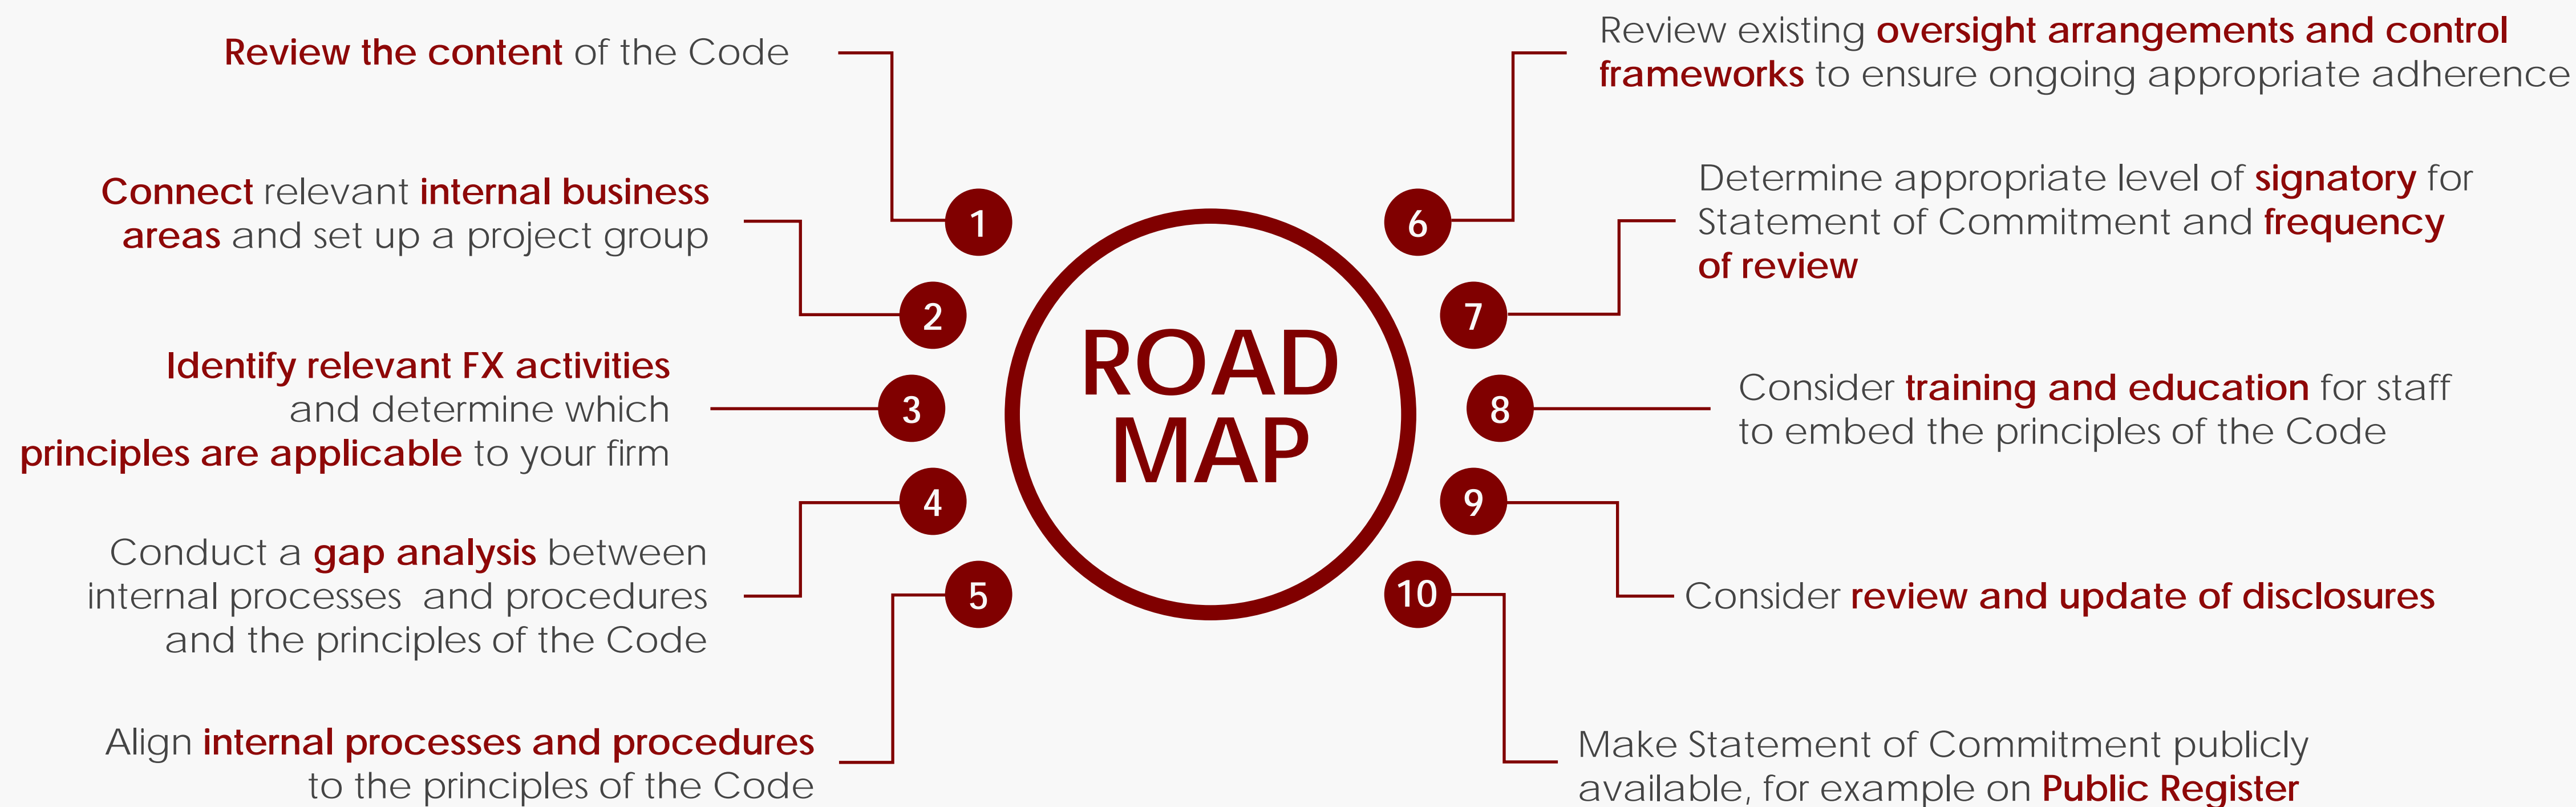 Review the content of the Code
1
Connect relevant internal business
areas and set up a project group
2
Identify relevant FX activities
and determine which
principles are applicable to your firm
3
Conduct a gap analysis between
internal processes and procedures
and the principles of the Code
4
Align internal processes and procedures
to the principles of the Code
5
ROAD
MAP
Review existing oversight arrangements and control
frameworks to ensure ongoing appropriate adherence
6
Determine appropriate level of signatory for
Statement of Commitment and frequency
of review
7
Consider training and education for staff
to embed the principles of the Code
8
Consider review and update of disclosures
9
Make Statement of Commitment publicly
available, for example on Public Register
10